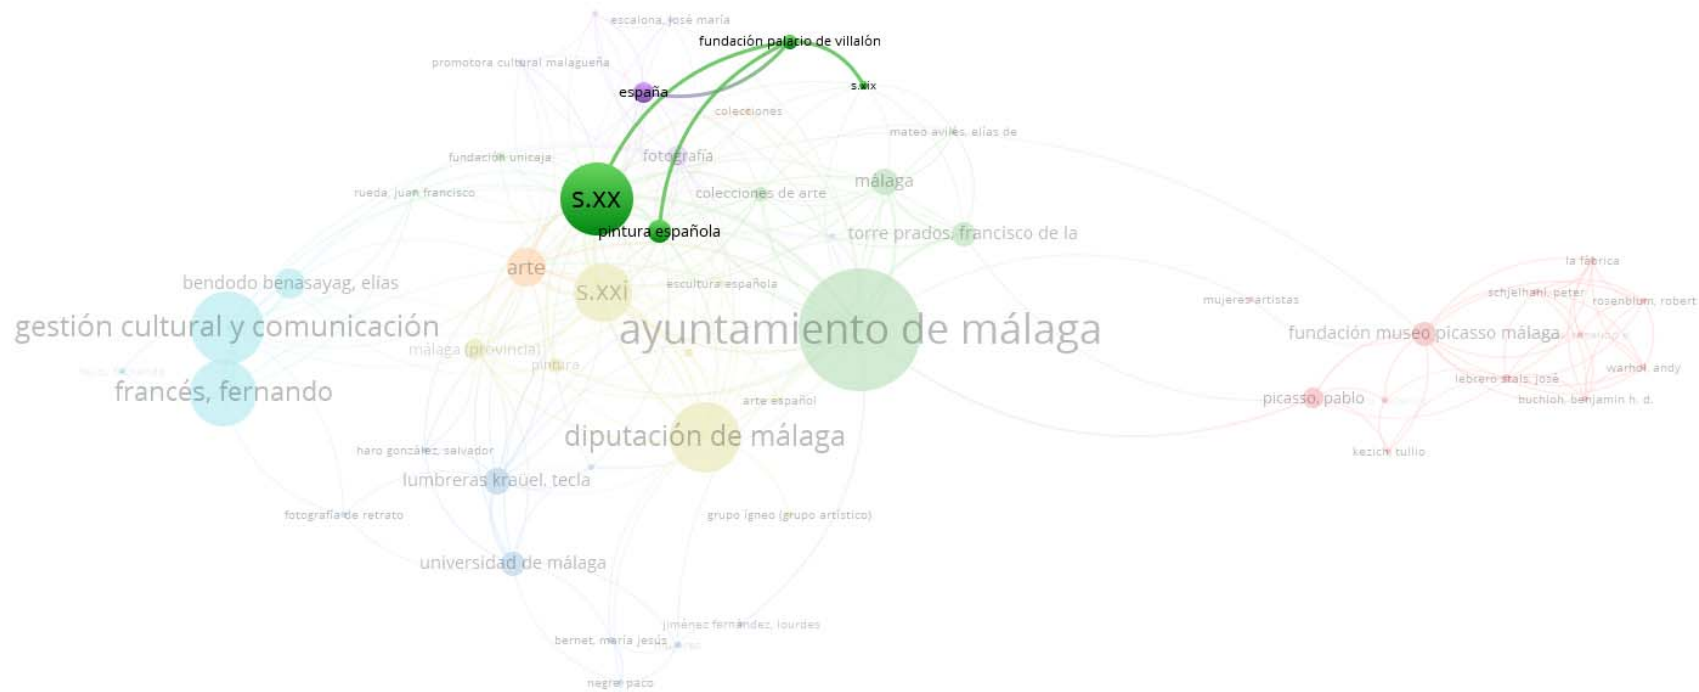 escalona, josé maría
fundación palacio de villalón
promotora cultural malagueña
españa
s.xix
colecciones
mateo avilés, elías de
fotografía
fundación unicaja
málaga
rueda, juan francisco
colecciones de arte
s.xx
pintura española
torre prados, francisco de la
arte
la fábrica
bendodo benasayag, elías
escultura española
s.xxi
schjelhahl, peter
mujeres artistas
rosenblum, robert
gestión cultural y comunicación
ayuntamiento de málaga
fundación museo picasso málaga
málaga (provincia)
pintura
warhol, andy
lebrero stals, josé
francés, fernando
picasso, pablo
arte español
buchloh, benjamin h. d.
diputación de málaga
haro gonzález, salvador
kezich, tullio
lumbreras kraüel, tecla
fotografía de retrato
grupo ígneo (grupo artístico)
universidad de málaga
jiménez fernández, lourdes
bernet, maría jesús
negre, paco